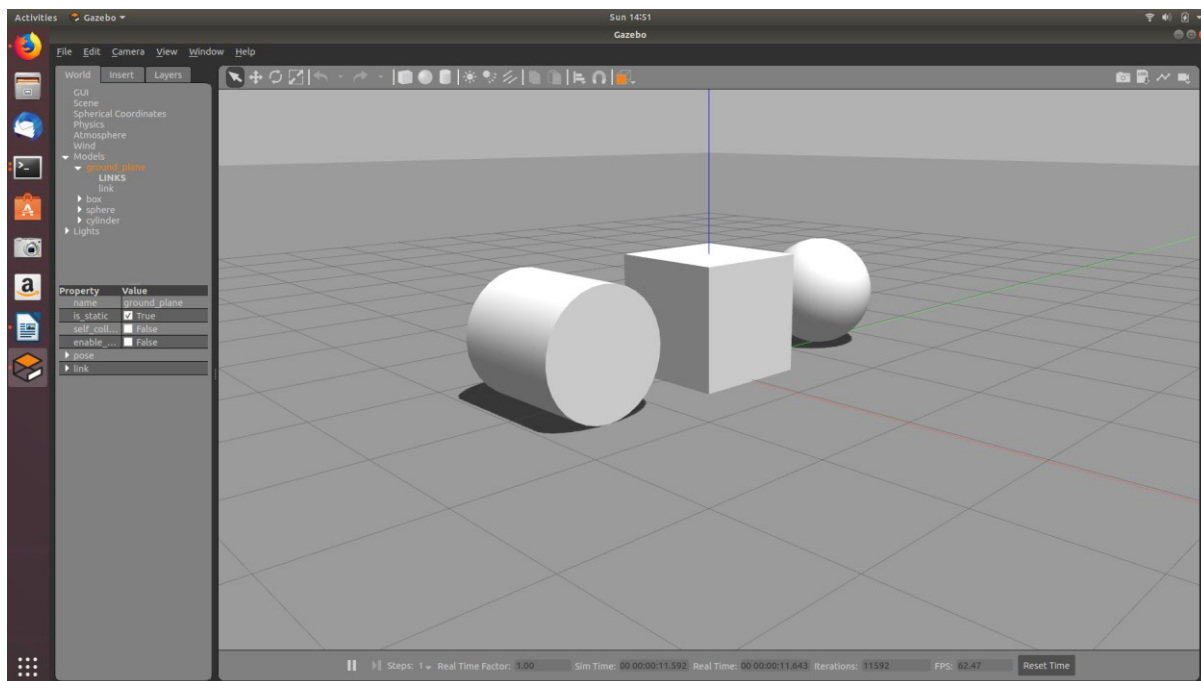 Activities Gazebo Sun 14:51
Gazebo
File Edit Camera View Window Help
World Insert Layers
GUI
Scene
Spherical Coordinates
Physics
Atmosphere
Wind
Models
ground_plane
LINKS
link
box
sphere
cylinder
Lights
Property Value
name ground_plane
is_static True
self_coll... False
enable_... False
pose
link
Steps: 1 Real Time Factor: 1.00 Sim Time: 00 00:00:11.592 Real Time: 00 00:00:11.643 Iterations: 11592 FPS: 62.47 Reset Time